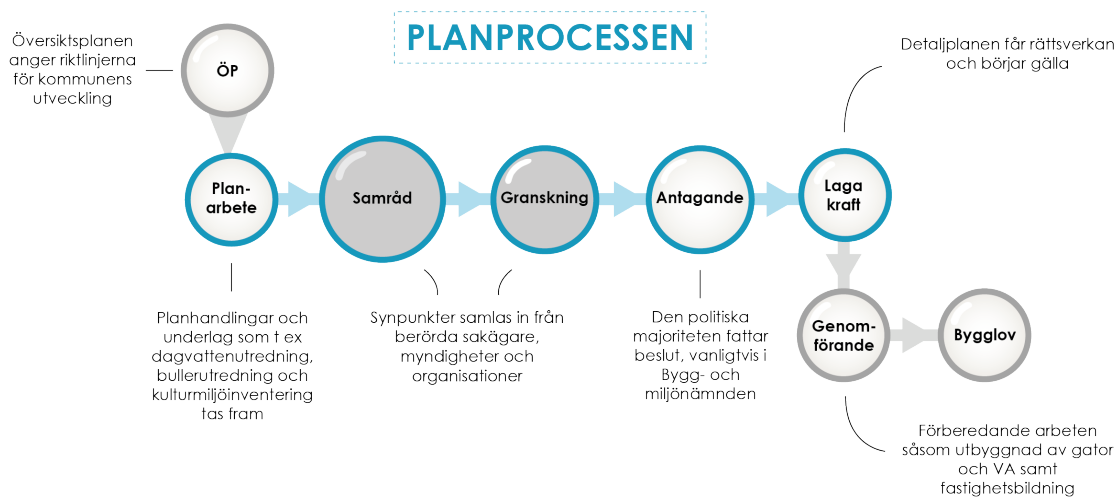 PLANPROCESSEN
Översiktsplanen
anger riktlinjerna
för kommunens
utveckling
ÖP
Detaljplanen får rättsverkan
och börjar gälla
Plan-
arbete
Samråd
Granskning
Antagande
Laga
kraft
Planhandlingar och
underlag som t ex
dagvattenutredning,
bullerutredning och
kulturmiljöinventering
tas fram
Synpunkter samlas in från
berörda sakägare,
myndigheter och
organisationer
Den politiska
majoriteten fattar
beslut, vanligtvis i
Bygg- och
miljönämnden
Genom-
förande
Bygglov
Förberedande arbeten
såsom utbyggnad av gator
och VA samt
fastighetsbildning